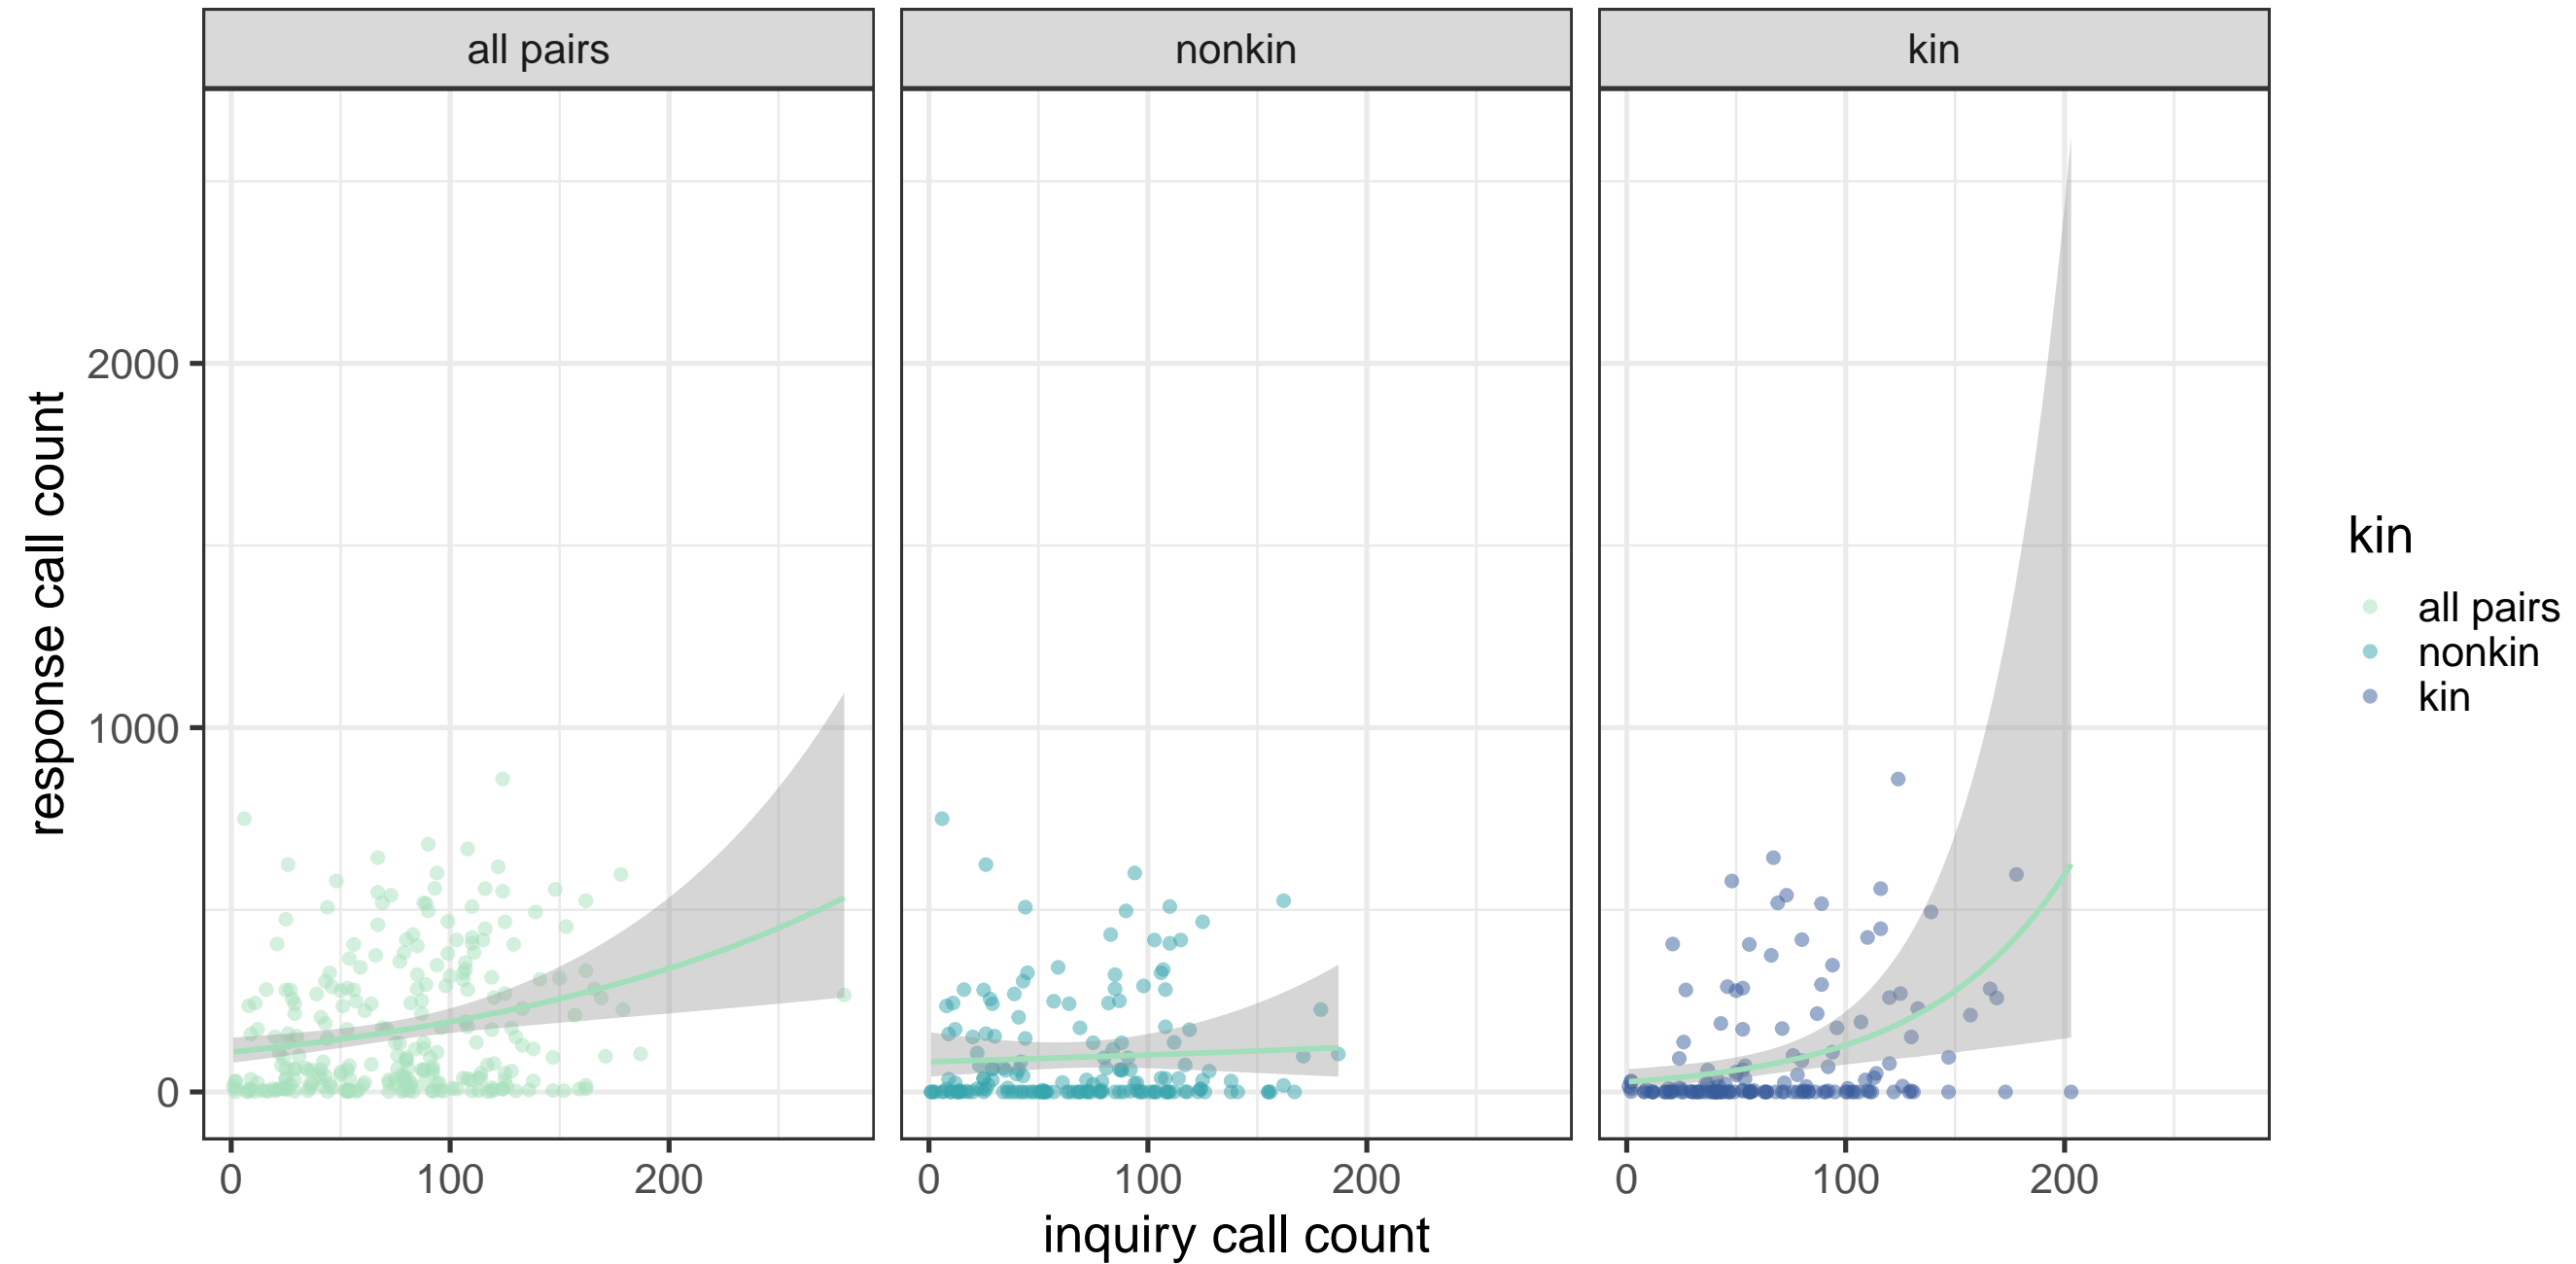 all pairs nonkin kin
response call count
2000
1000
0
0 100 200 0 100 200 0 100 200
inquiry call count
kin
all pairs
nonkin
kin